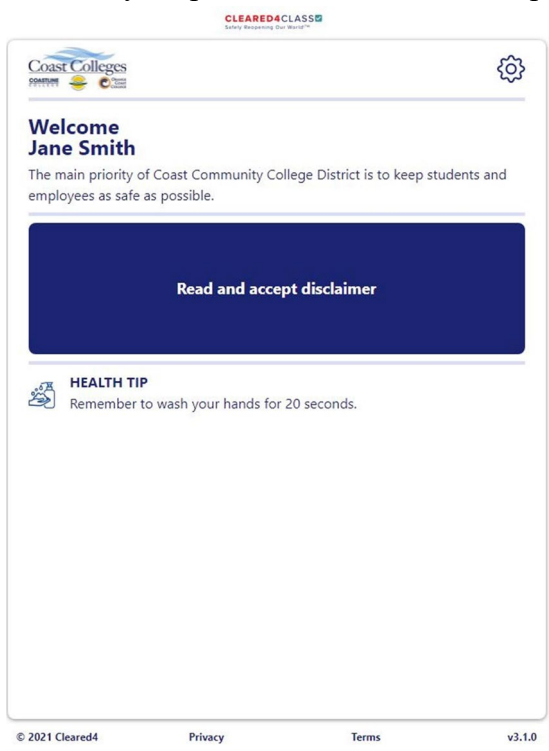 CLEARED4CLASS
Safely Reopening Our World™
Coast Colleges
COASTLINE
COLLEGE
Welcome
Jane Smith
The main priority of Coast Community College District is to keep students and
employees as safe as possible.
Read and accept disclaimer
HEALTH TIP
Remember to wash your hands for 20 seconds.
© 2021 Cleared4 Privacy Terms v3.1.0